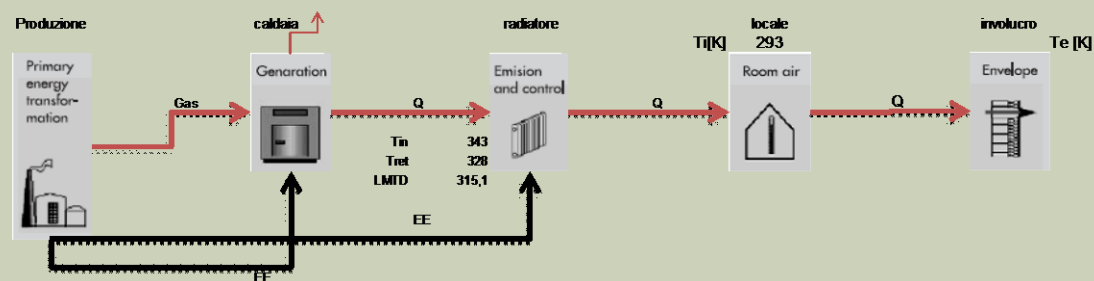 Produzione
caldaia
radiatore
locale
involucro
Ti[K] 293
Te [K]
Primary
energy
transfor-
mation
Genaration
Emision
and control
Room air
Envelope
Gas
Q
Q
Q
Tin 343
Tret 328
LMTD 315,1
EE
EE